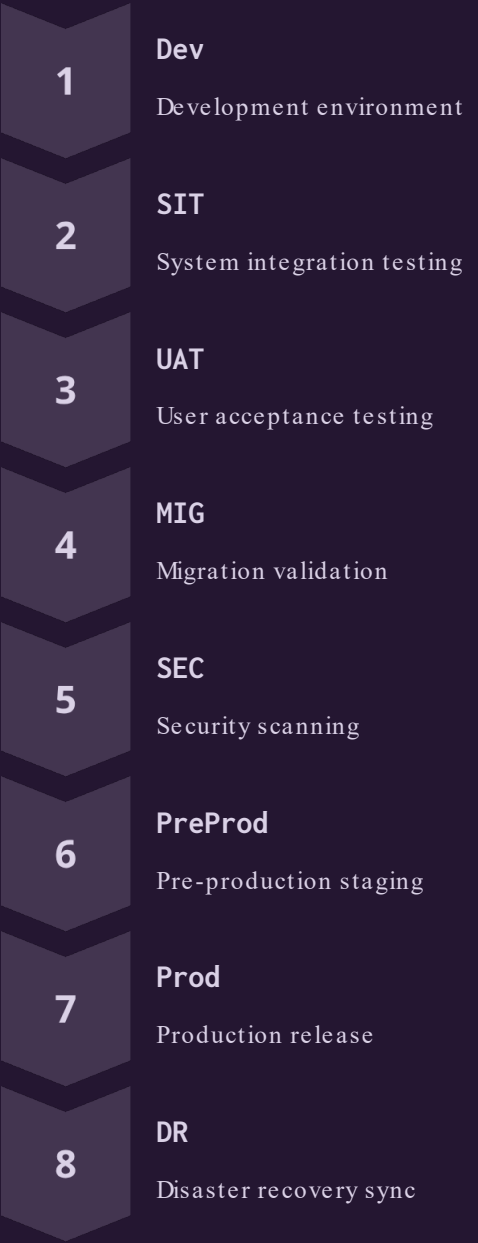 1
Dev
Development environment
2
SIT
System integration testing
3
UAT
User acceptance testing
4
MIG
Migration validation
5
SEC
Security scanning
6
PreProd
Pre-production staging
7
Prod
Production release
8
DR
Disaster recovery sync